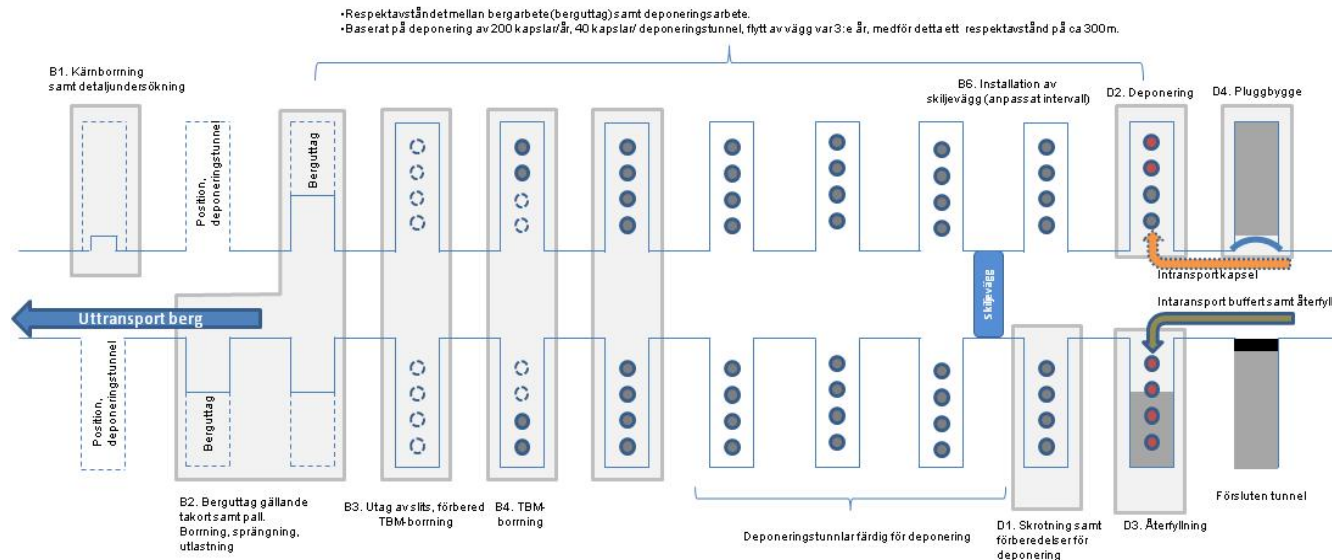 •Respektavståndet mellan bergarbete (berguttag) samt deponeringsarbete.
•Baserat på deponering av 200 kapslar/år, 40 kapslar/ deponeringstunnel, flytt av vägg var 3:e år, medför detta ett respektavstånd på ca 300m.
B1. Kärnborrning
samt detaljundersökning
B6. Installation av
skiljevägg (anpassat intervall)
D2. Deponering
D4. Pluggbygge
Position,
deponeringstunnel
Berguttag
Intransport kapsel
Uttransport berg
Skiljevägg
Intaransport buffert samt återfyll
Position,
deponeringstunnel
Berguttag
B2. Berguttag gällande
takort samt pall.
Borrning, sprängning,
utlastning
B3. Uttag av slits, förbered
TBM-borrning
B4. TBM-
borrning
Deponeringstunnlar färdig för deponering
D1. Skrotning samt
förberedelser för
deponering
D3. Återfyllning
Försluten tunnel